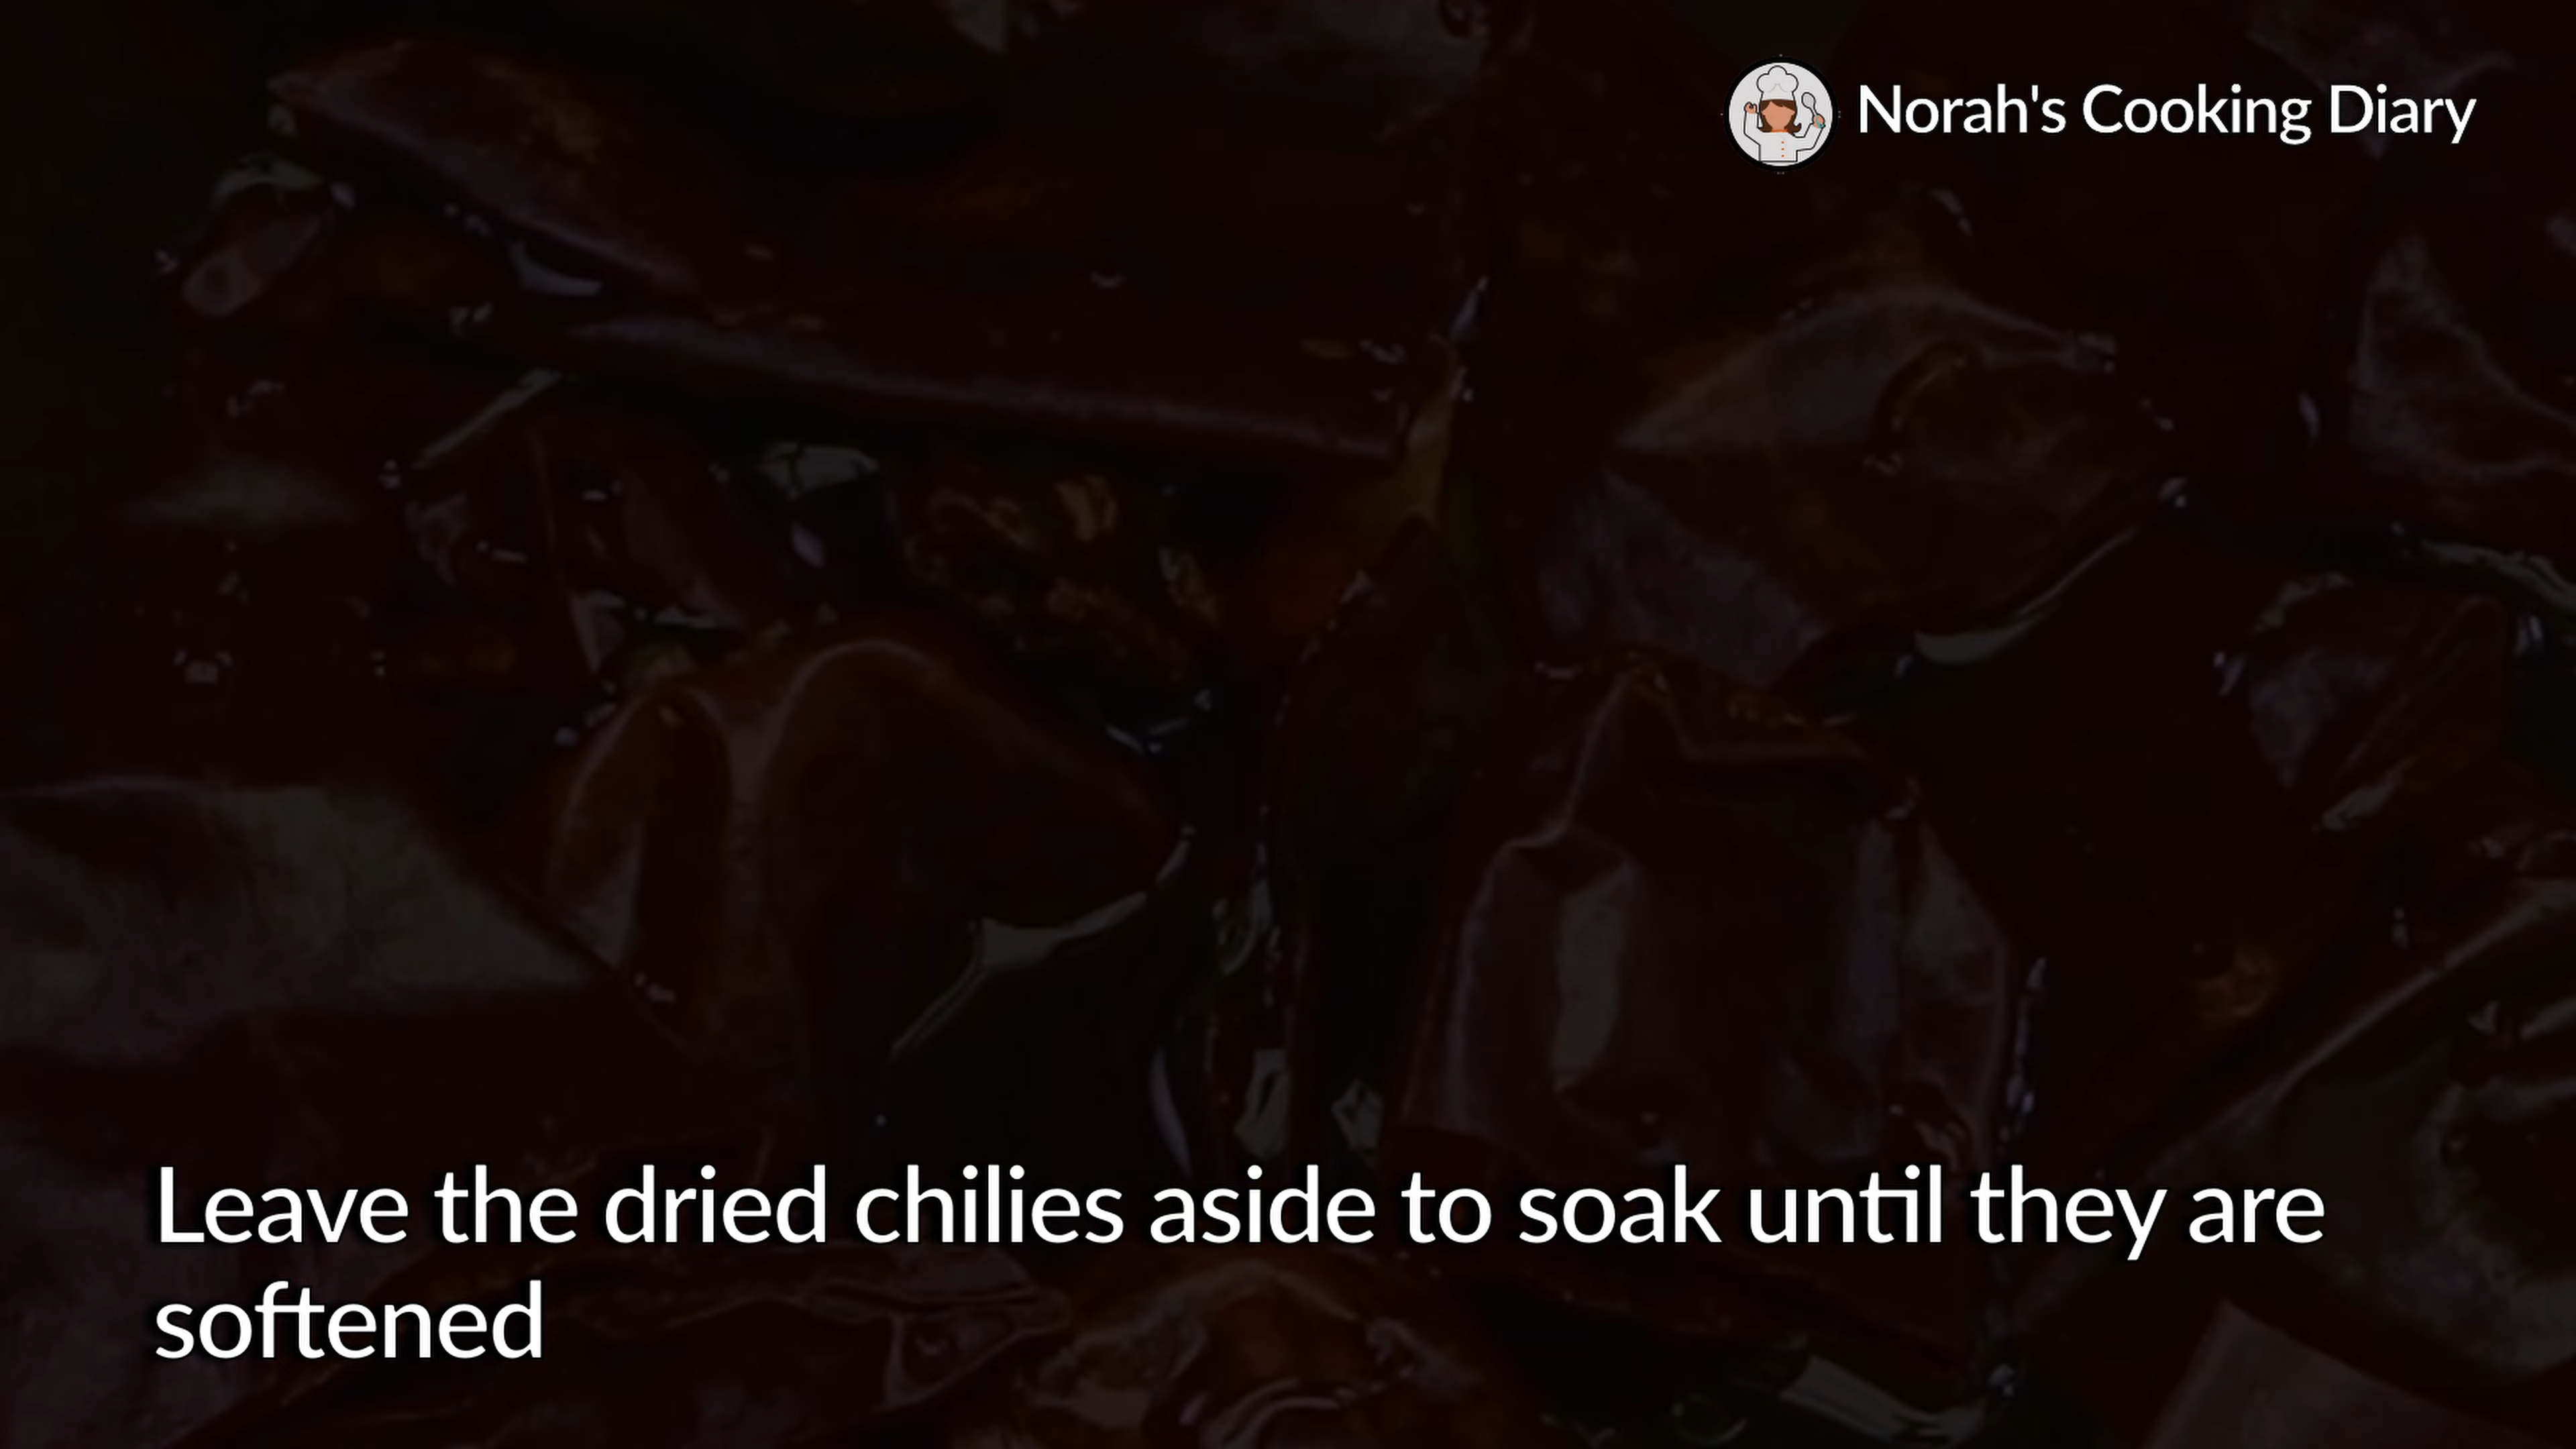 Norah's Cooking Diary
Leave the dried chilies aside to soak until they are
softened